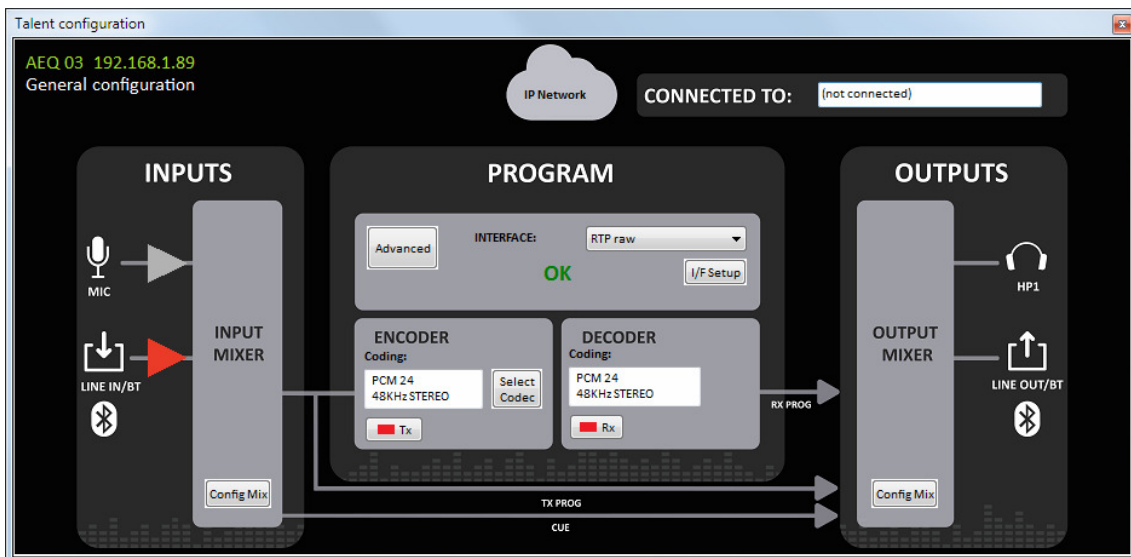 Talent configuration
AEQ 03 192.168.1.89
General configuration
IP Network
CONNECTED TO:
(not connected)
INPUTS
MIC
LINE IN/BT
INPUT
MIXER
Config Mix
PROGRAM
Advanced
INTERFACE:
RTP raw
OK
I/F Setup
ENCODER
Coding:
PCM 24
48KHz STEREO
Select
Codec
Tx
DECODER
Coding:
PCM 24
48KHz STEREO
Rx
RX PROG
TX PROG
CUE
OUTPUTS
OUTPUT
MIXER
Config Mix
HP1
LINE OUT/BT